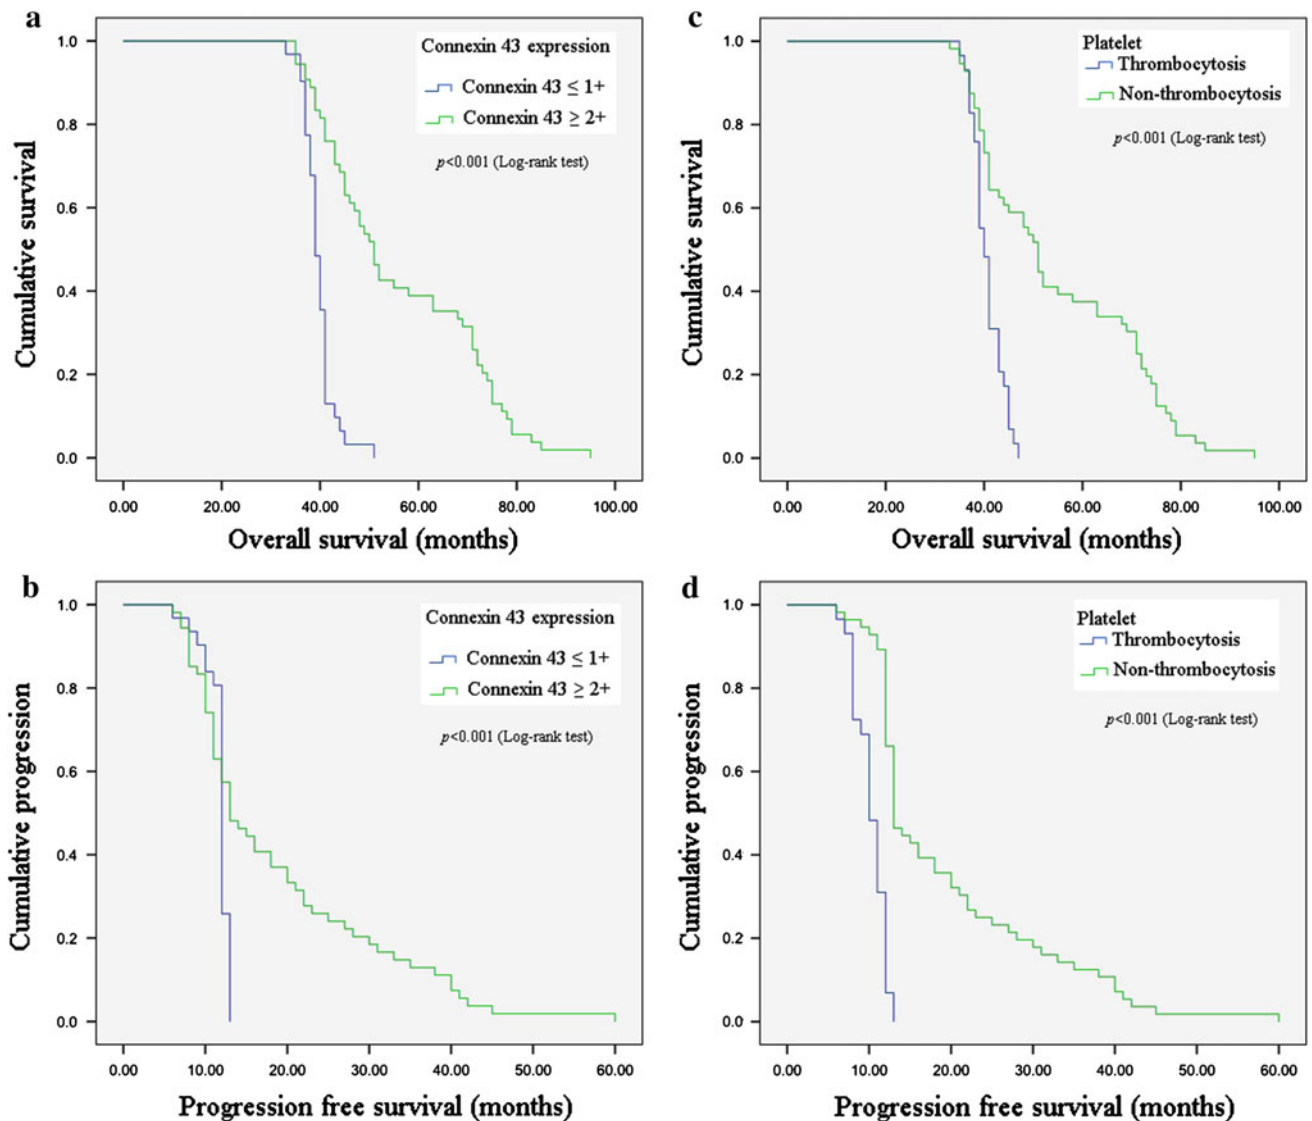 a
Connexin 43 expression
Connexin 43 ≤ 1+
Connexin 43 ≥ 2+
p<0.001 (Log-rank test)
Cumulative survival
1.0
0.8
0.6
0.4
0.2
0.0
0.00 20.00 40.00 60.00 80.00 100.00
Overall survival (months)
c
Platelet
Thrombocytosis
Non-thrombocytosis
p<0.001 (Log-rank test)
Cumulative survival
1.0
0.8
0.6
0.4
0.2
0.0
0.00 20.00 40.00 60.00 80.00 100.00
Overall survival (months)
b
Connexin 43 expression
Connexin 43 ≤ 1+
Connexin 43 ≥ 2+
p<0.001 (Log-rank test)
Cumulative progression
1.0
0.8
0.6
0.4
0.2
0.0
0.00 10.00 20.00 30.00 40.00 50.00 60.00
Progression free survival (months)
d
Platelet
Thrombocytosis
Non-thrombocytosis
p<0.001 (Log-rank test)
Cumulative progression
1.0
0.8
0.6
0.4
0.2
0.0
0.00 10.00 20.00 30.00 40.00 50.00 60.00
Progression free survival (months)